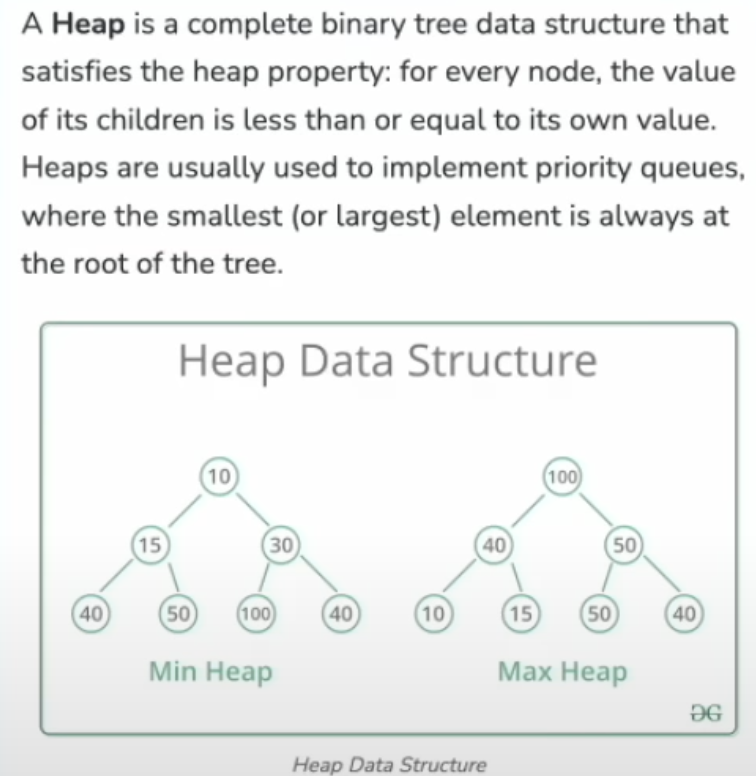 A Heap is a complete binary tree data structure that
satisfies the heap property: for every node, the value
of its children is less than or equal to its own value.
Heaps are usually used to implement priority queues,
where the smallest (or largest) element is always at
the root of the tree.
Heap Data Structure
10
15 30
40 50 100 40
Min Heap
100
40 50
10 15 50 40
Max Heap
Heap Data Structure